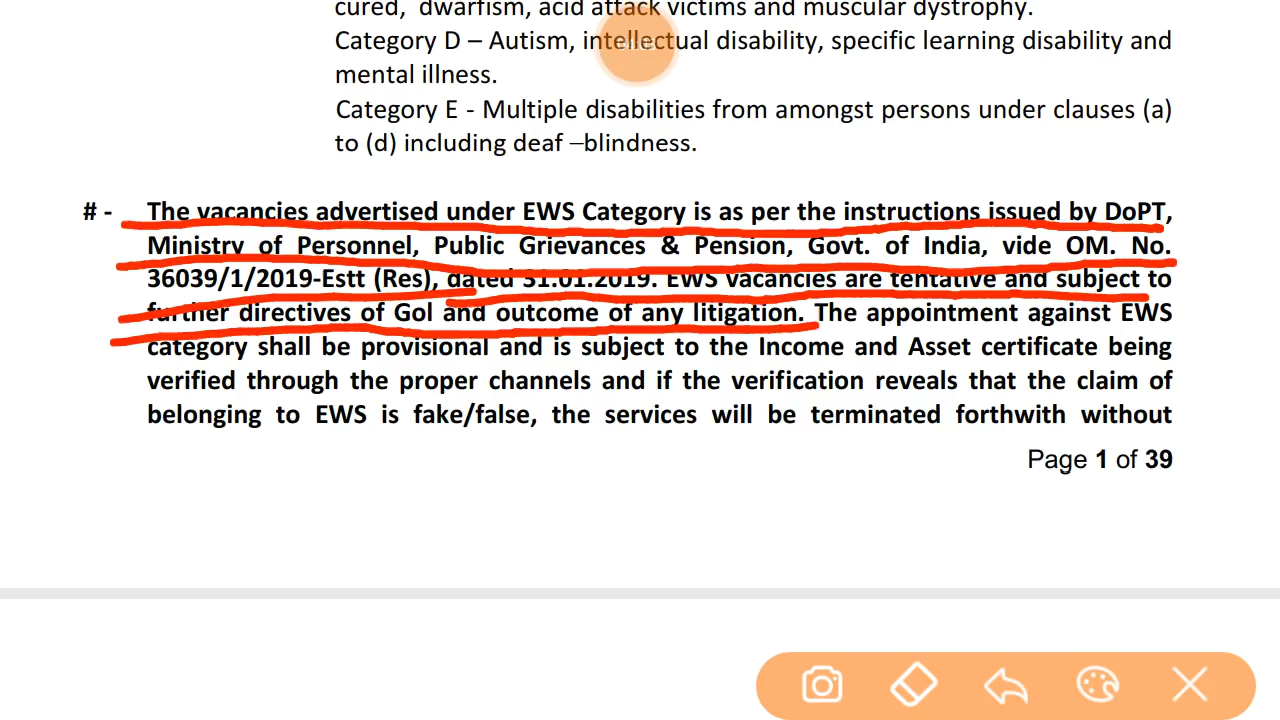 cured, dwarfism, acid attack victims and muscular dystrophy.
Category D – Autism, intellectual disability, specific learning disability and
mental illness.
Category E - Multiple disabilities from amongst persons under clauses (a)
to (d) including deaf –blindness.
# - The vacancies advertised under EWS Category is as per the instructions issued by DoPT,
Ministry of Personnel, Public Grievances & Pension, Govt. of India, vide OM. No.
36039/1/2019-Estt (Res), dated 31.01.2019. EWS vacancies are tentative and subject to
further directives of GoI and outcome of any litigation. The appointment against EWS
category shall be provisional and is subject to the Income and Asset certificate being
verified through the proper channels and if the verification reveals that the claim of
belonging to EWS is fake/false, the services will be terminated forthwith without
Page 1 of 39